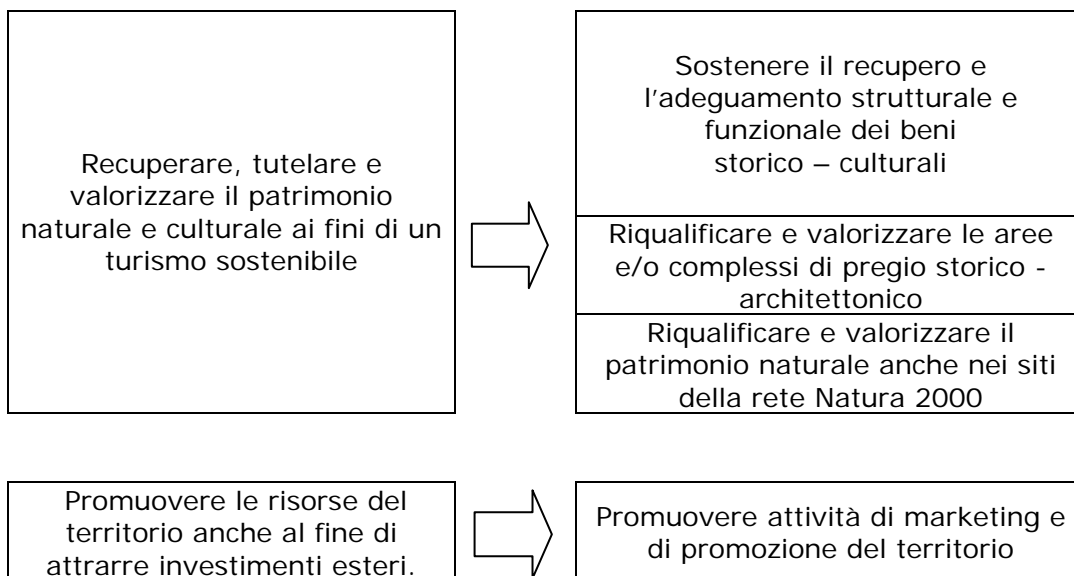 Recuperare, tutelare e
valorizzare il patrimonio
naturale e culturale ai fini di un
turismo sostenibile
Sostenere il recupero e
l'adeguamento strutturale e
funzionale dei beni
storico – culturali
Riqualificare e valorizzare le aree
e/o complessi di pregio storico -
architettonico
Riqualificare e valorizzare il
patrimonio naturale anche nei siti
della rete Natura 2000
Promuovere le risorse del
territorio anche al fine di
attrarre investimenti esteri.
Promuovere attività di marketing e
di promozione del territorio